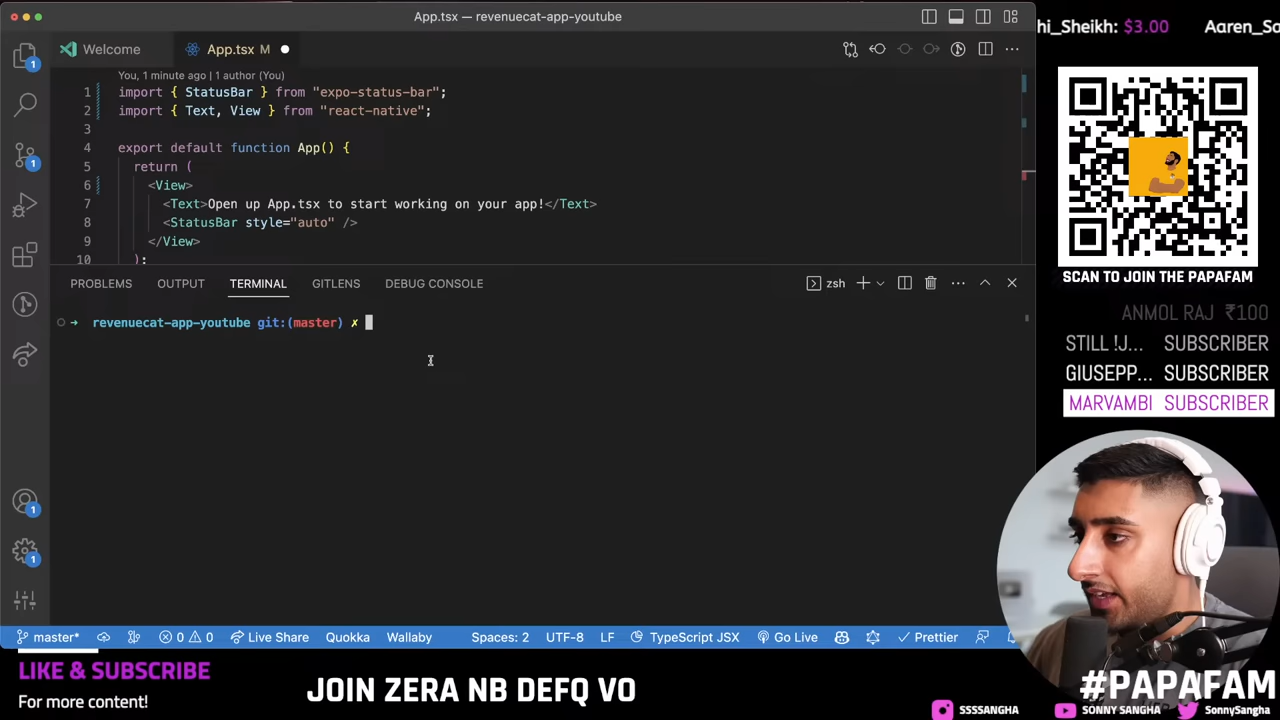 App.tsx — revenuecat-app-youtube
hi_Sheikh: $3.00 Aaren_Sa
Welcome
App.tsx M
You, 1 minute ago | 1 author (You)
1 import { StatusBar } from "expo-status-bar";
2 import { Text, View } from "react-native";
3
4 export default function App() {
5 return (
6 <View>
7 <Text>Open up App.tsx to start working on your app!</Text>
8 <StatusBar style="auto" />
9 </View>
10 );
1
1
PROBLEMS OUTPUT TERMINAL GITLENS DEBUG CONSOLE
zsh
→ revenuecat-app-youtube git:(master) ✗
1
1
SCAN TO JOIN THE PAPAFAM
ANMOL RAJ ₹100
STILL !J... SUBSCRIBER
GIUSEPP... SUBSCRIBER
MARVAMBI SUBSCRIBER
master* 0 0 Live Share Quokka Wallaby Spaces: 2 UTF-8 LF TypeScript JSX Go Live Prettier
LIKE & SUBSCRIBE
For more content!
JOIN ZERA NB DEFQ VO
#PAPAFAM
SSSSANGHA SONNY SANGHA SonnySangha